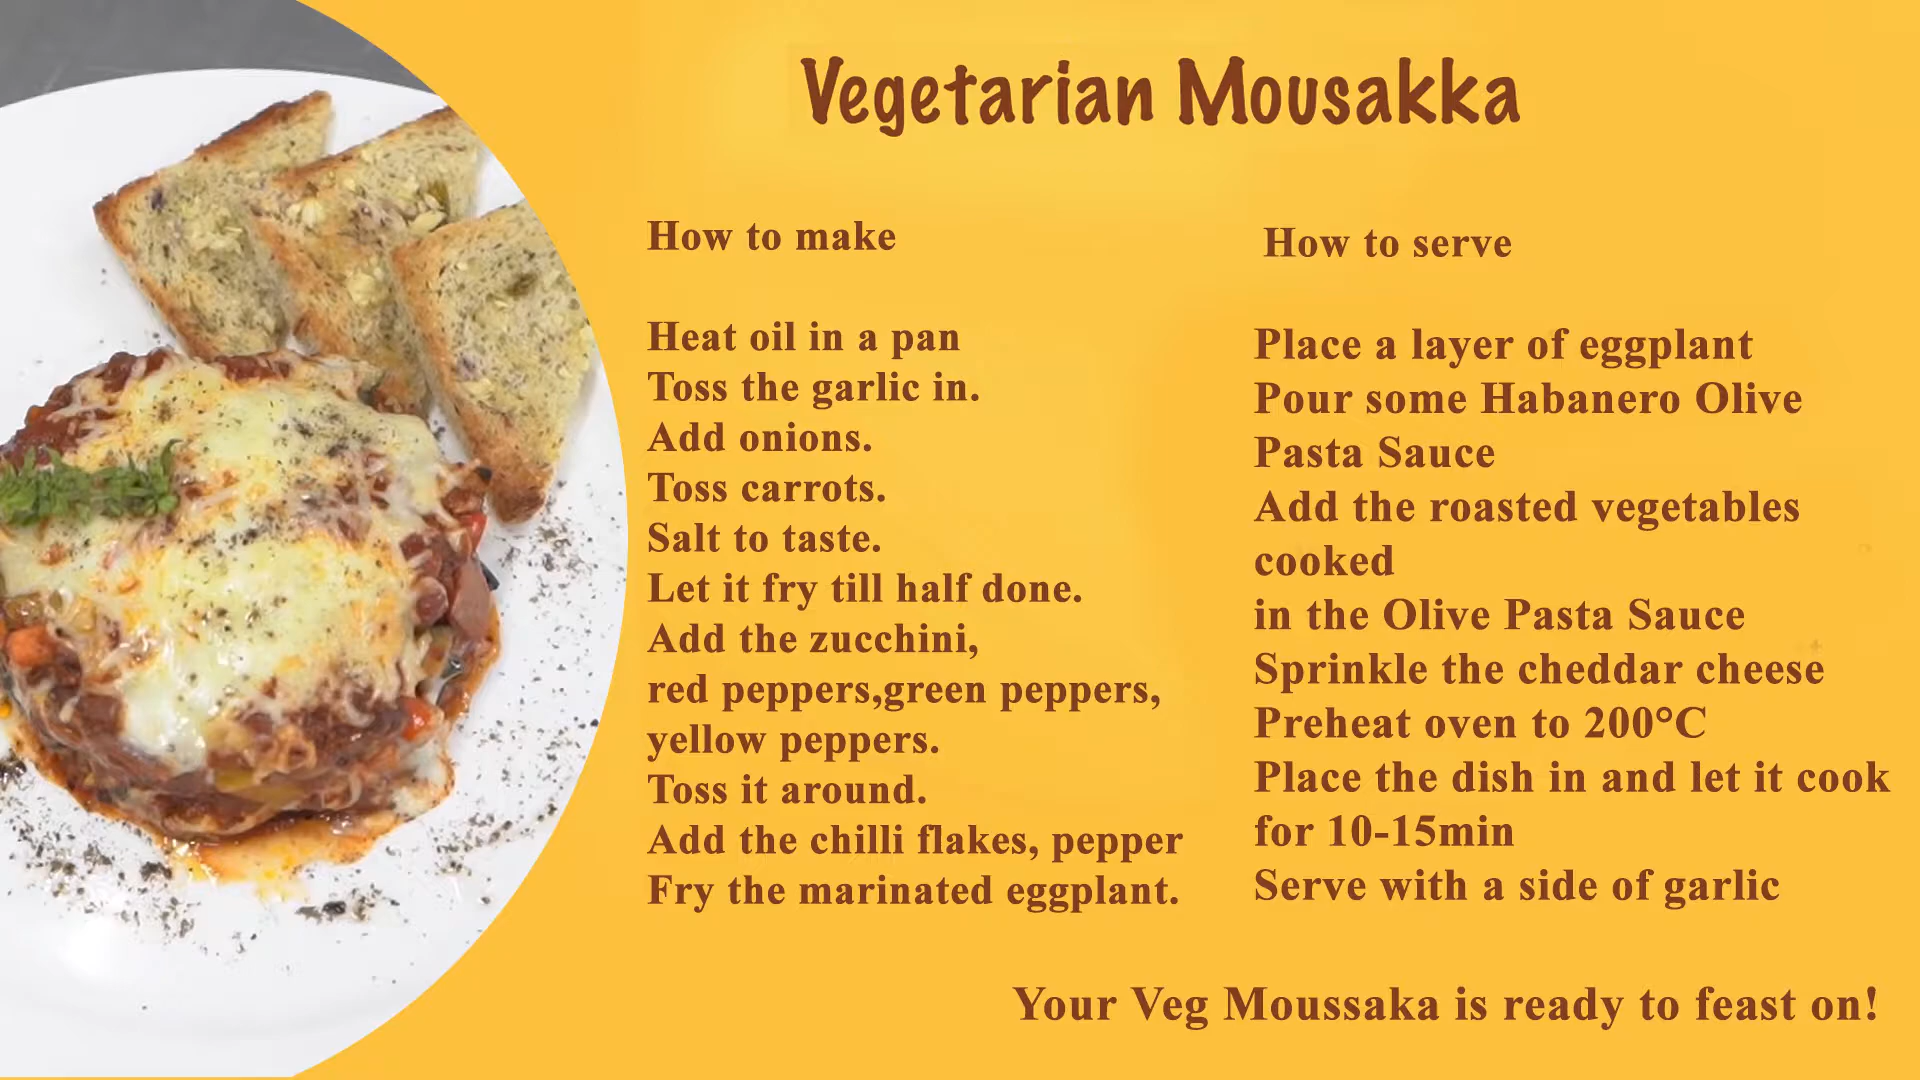 Vegetarian Mousakka
How to make
Heat oil in a pan
Toss the garlic in.
Add onions.
Toss carrots.
Salt to taste.
Let it fry till half done.
Add the zucchini,
red peppers,green peppers,
yellow peppers.
Toss it around.
Add the chilli flakes, pepper
Fry the marinated eggplant.
How to serve
Place a layer of eggplant
Pour some Habanero Olive
Pasta Sauce
Add the roasted vegetables
cooked
in the Olive Pasta Sauce
Sprinkle the cheddar cheese
Preheat oven to 200°C
Place the dish in and let it cook
for 10-15min
Serve with a side of garlic
Your Veg Moussaka is ready to feast on!